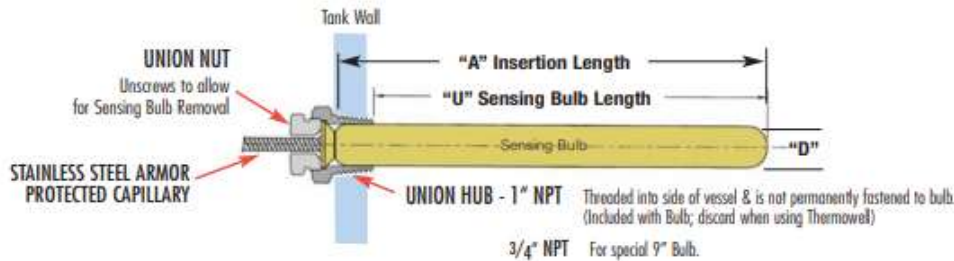 Tank Wall
UNION NUT
Unscrews to allow
for Sensing Bulb Removal
"A" Insertion Length
"U" Sensing Bulb Length
Sensing Bulb
"D"
STAINLESS STEEL ARMOR
PROTECTED CAPILLARY
UNION HUB - 1" NPT Threaded into side of vessel & is not permanently fastened to bulb.
(Included with Bulb; discard when using Thermowell)
3/4" NPT For special 9" Bulb.